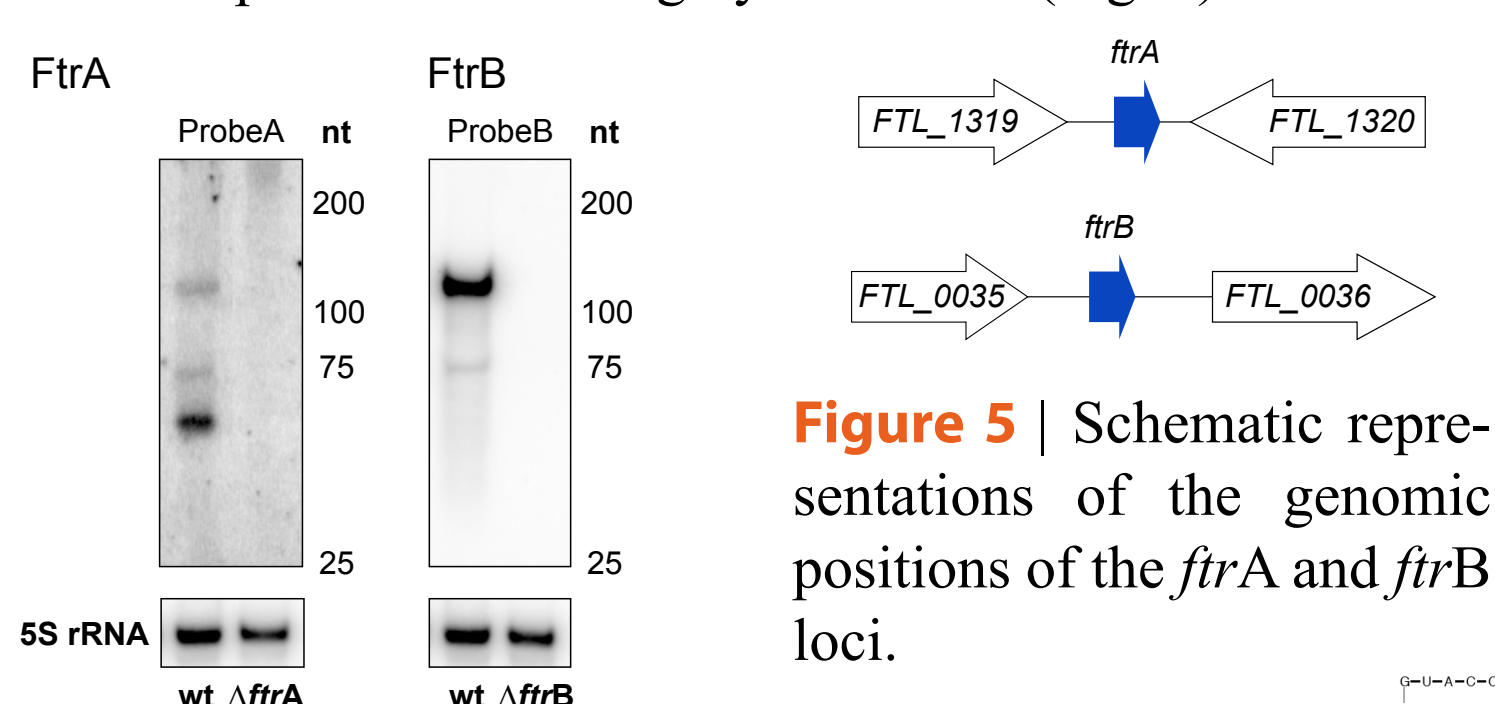 FtrA
FtrB
ProbeA nt
ProbeB nt
200
100
75
25
200
100
75
25
5S rRNA
wt ΔftrA
wt ΔftrB
ftrA
FTL_1319
FTL_1320
ftrB
FTL_0035
FTL_0036
Figure 5 | Schematic repre-
sentations of the genomic
positions of the ftrA and ftrB
loci.
G-U-A-C-C